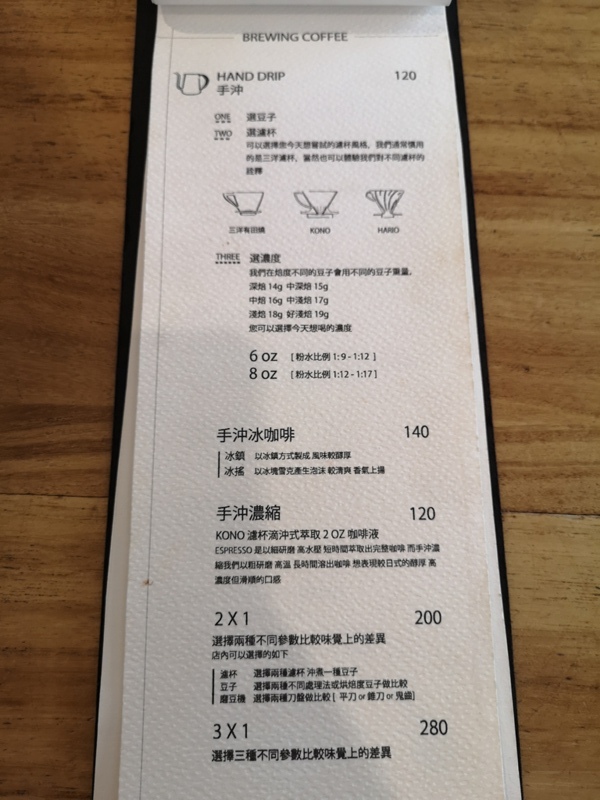 BREWING COFFEE
HAND DRIP 120
手沖
ONE 選豆子
TWO 選濾杯
可以選擇您今天想嘗試的濾杯風格，我們通常慣用
的是三洋濾杯，當然也可以體驗我們對不同濾杯的
詮釋
三洋有田燒 KONO HARIO
THREE 選濃度
我們在焙度不同的豆子會用不同的豆子重量，
深焙 14g 中深焙 15g
中焙 16g 中淺焙 17g
淺焙 18g 好淺焙 19g
您可以選擇今天想喝的濃度
6 oz [ 粉水比例 1: 9 - 1:12 ]
8 oz [ 粉水比例 1:12 - 1:17 ]
手沖冰咖啡 140
冰鎮 以冰鎮方式製成 風味較醇厚
冰搖 以冰塊雪克產生泡沫 較清爽 香氣上揚
手沖濃縮 120
KONO 濾杯滴沖式萃取 2 OZ 咖啡液
ESPRESSO 是以細研磨 高水壓 短時間萃取出完整咖啡 而手沖濃
縮我們以粗研磨 高溫 長時間溶出咖啡 想表現較日式的醇厚 高
濃度但滑順的口感
2 X 1 200
選擇兩種不同參數比較味覺上的差異
店內可以選擇的如下
濾杯 選擇兩種濾杯 沖煮一種豆子
豆子 選擇兩種不同處理法或烘焙度豆子做比較
磨豆機 選擇兩種刀盤做比較 [ 平刀 or 錐刀 or 鬼齒]
3 X 1 280
選擇三種不同參數比較味覺上的差異